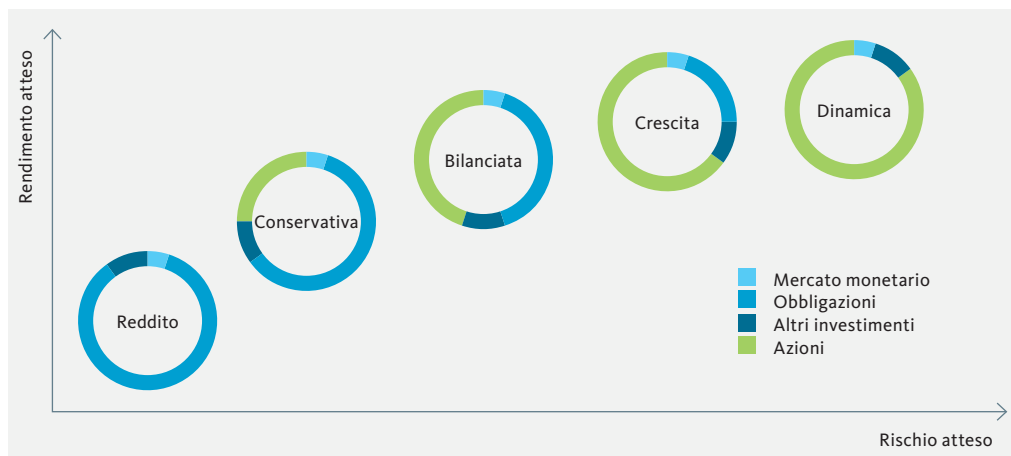 Rendimento atteso
Dinamica
Crescita
Bilanciata
Conservativa
Reddito
Mercato monetario
Obbligazioni
Altri investimenti
Azioni
Rischio atteso